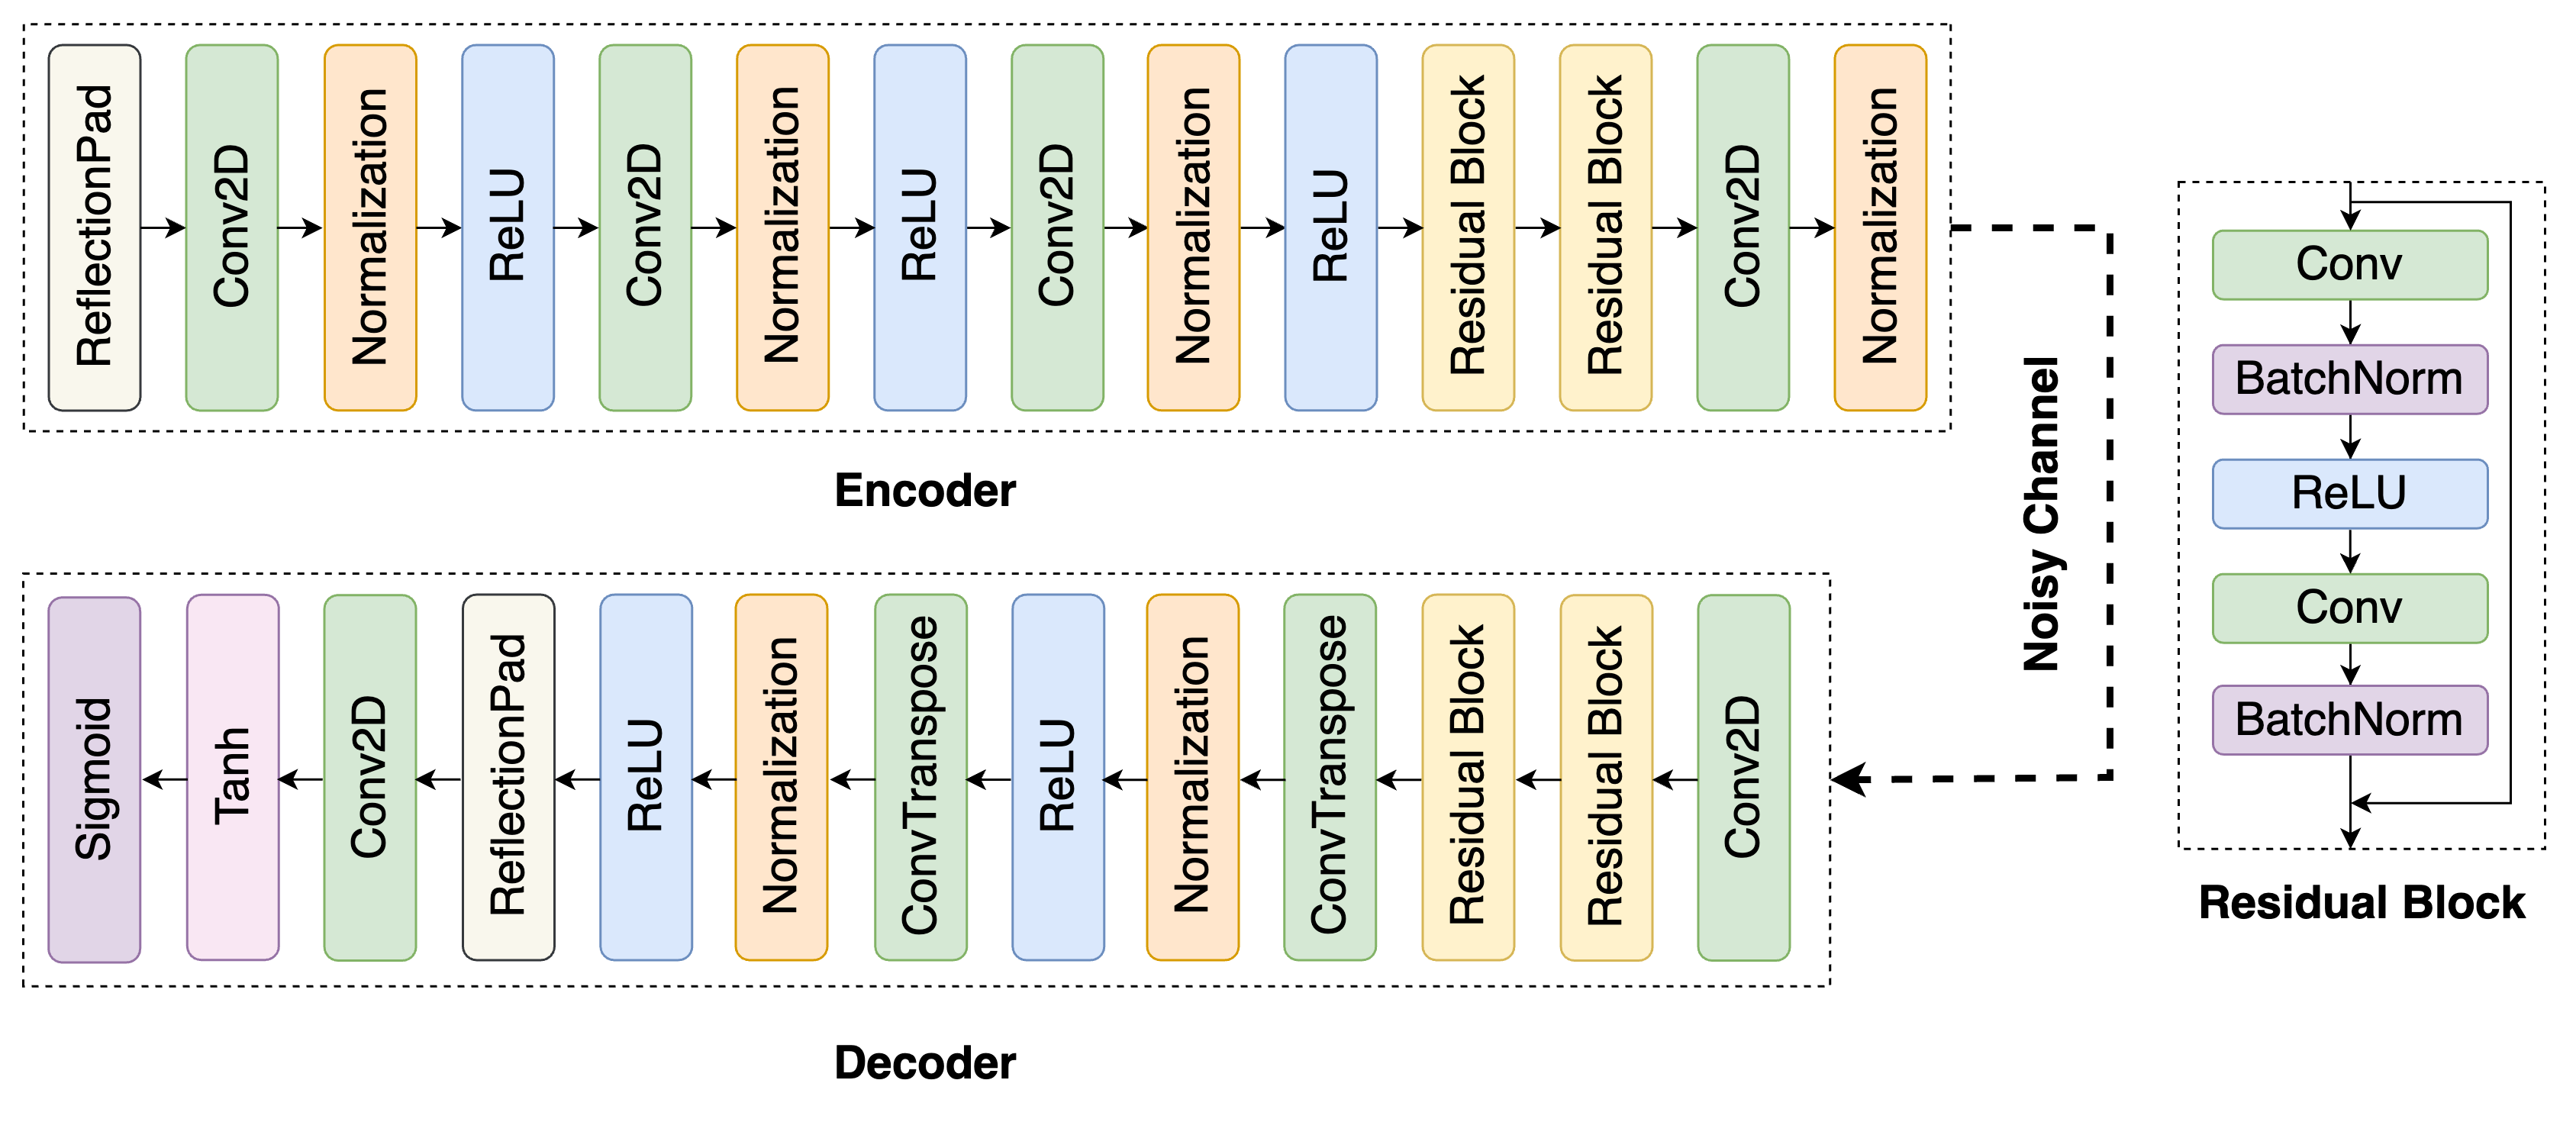 ReflectionPad
Conv2D
Normalization
ReLU
Conv2D
Normalization
ReLU
Conv2D
Normalization
ReLU
Residual Block
Residual Block
Conv2D
Normalization
Encoder
Noisy Channel
Sigmoid
Tanh
Conv2D
ReflectionPad
ReLU
Normalization
ConvTranspose
ReLU
Normalization
ConvTranspose
Residual Block
Residual Block
Conv2D
Decoder
Conv
BatchNorm
ReLU
Conv
BatchNorm
Residual Block